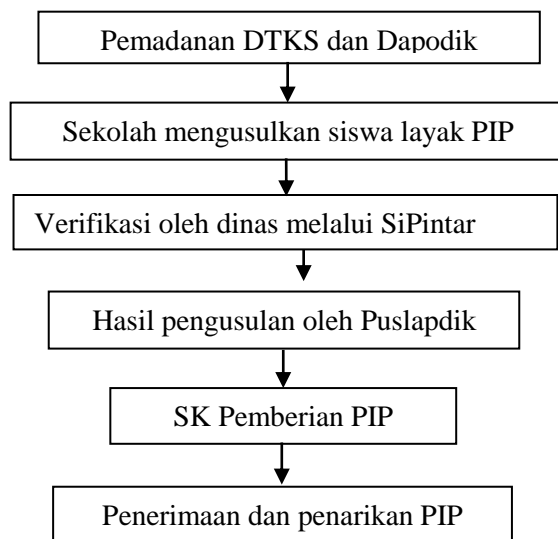 Pemadanan DTKS dan Dapodik
Sekolah mengusulkan siswa layak PIP
Verifikasi oleh dinas melalui SiPintar
Hasil pengusulan oleh Puslapdik
SK Pemberian PIP
Penerimaan dan penarikan PIP